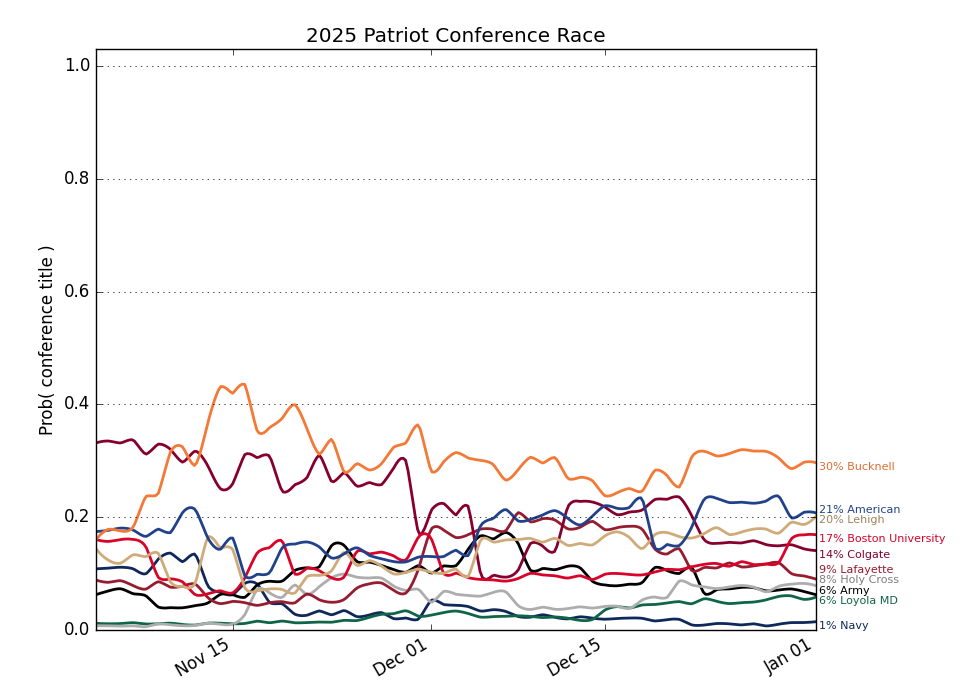 2025 Patriot Conference Race
Prob( conference title )
1.0
0.8
0.6
0.4
0.2
0.0
30% Bucknell
21% American
20% Lehigh
17% Boston University
14% Colgate
9% Lafayette
8% Holy Cross
6% Army
6% Loyola MD
1% Navy
Nov 15
Dec 01
Dec 15
Jan 01